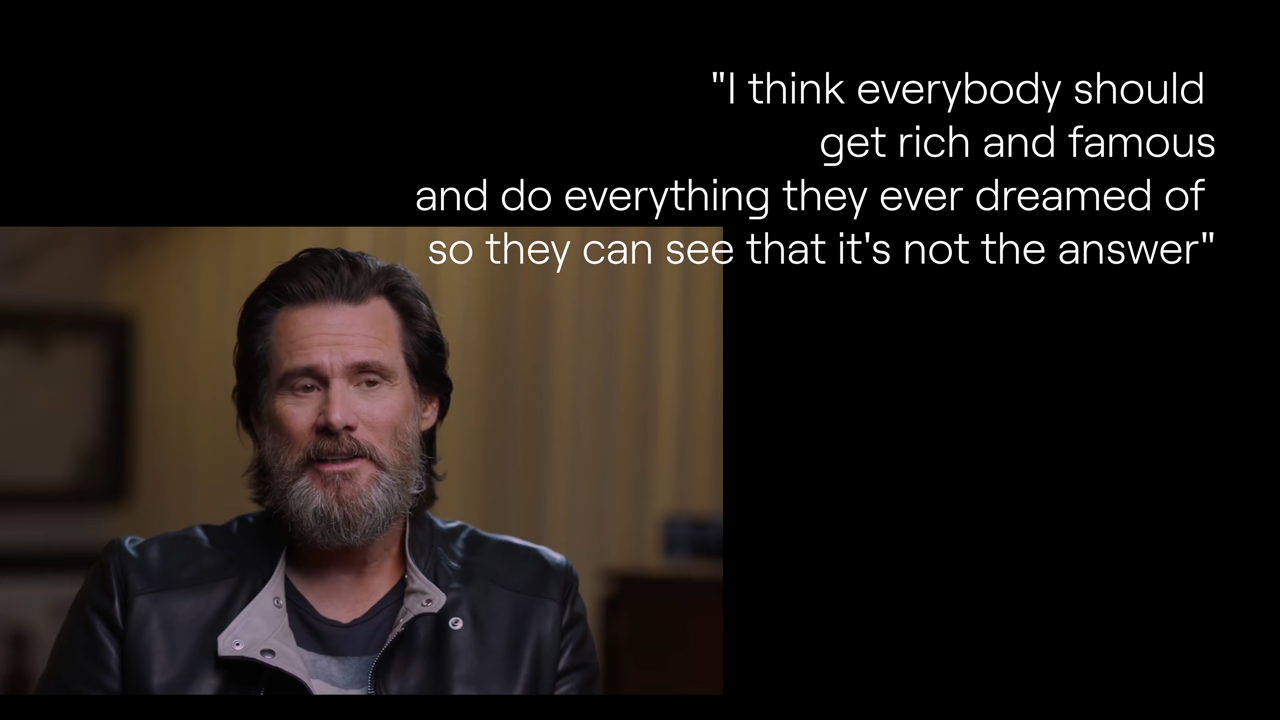 "I think everybody should
get rich and famous
and do everything they ever dreamed of
so they can see that it's not the answer"